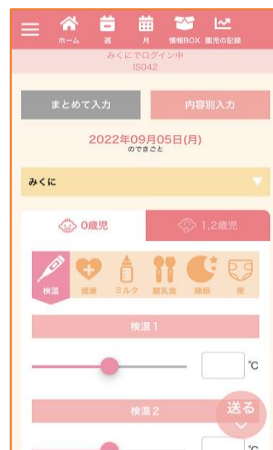 ホーム 週 月 情報BOX 園児の記録
みくにでログイン中
IS042
まとめて入力 内容別入力
2022年09月05日(月)
のできごと
みくに
0歳児 1,2歳児
検温 健康 ミルク 離乳食 睡眠 便
検温1
℃
検温2
送る
℃